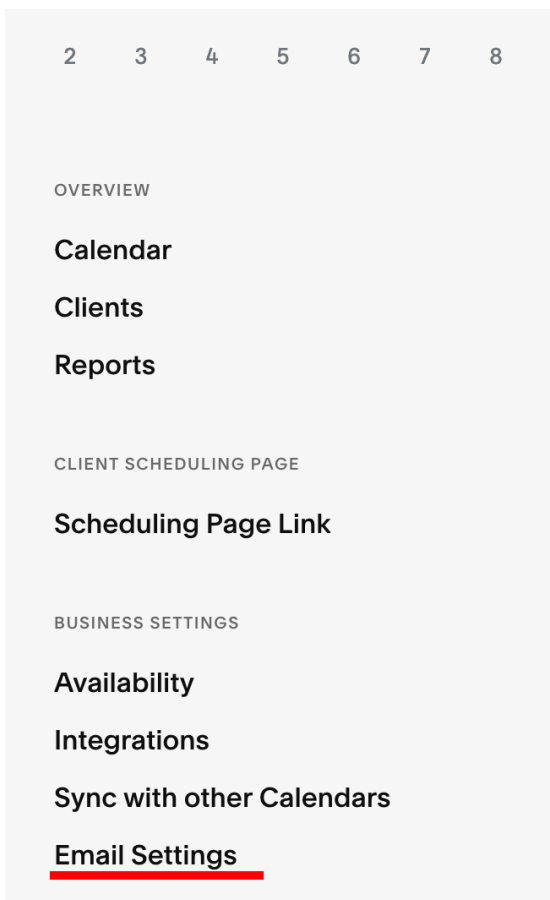 2 3 4 5 6 7 8
OVERVIEW
Calendar
Clients
Reports
CLIENT SCHEDULING PAGE
Scheduling Page Link
BUSINESS SETTINGS
Availability
Integrations
Sync with other Calendars
Email Settings